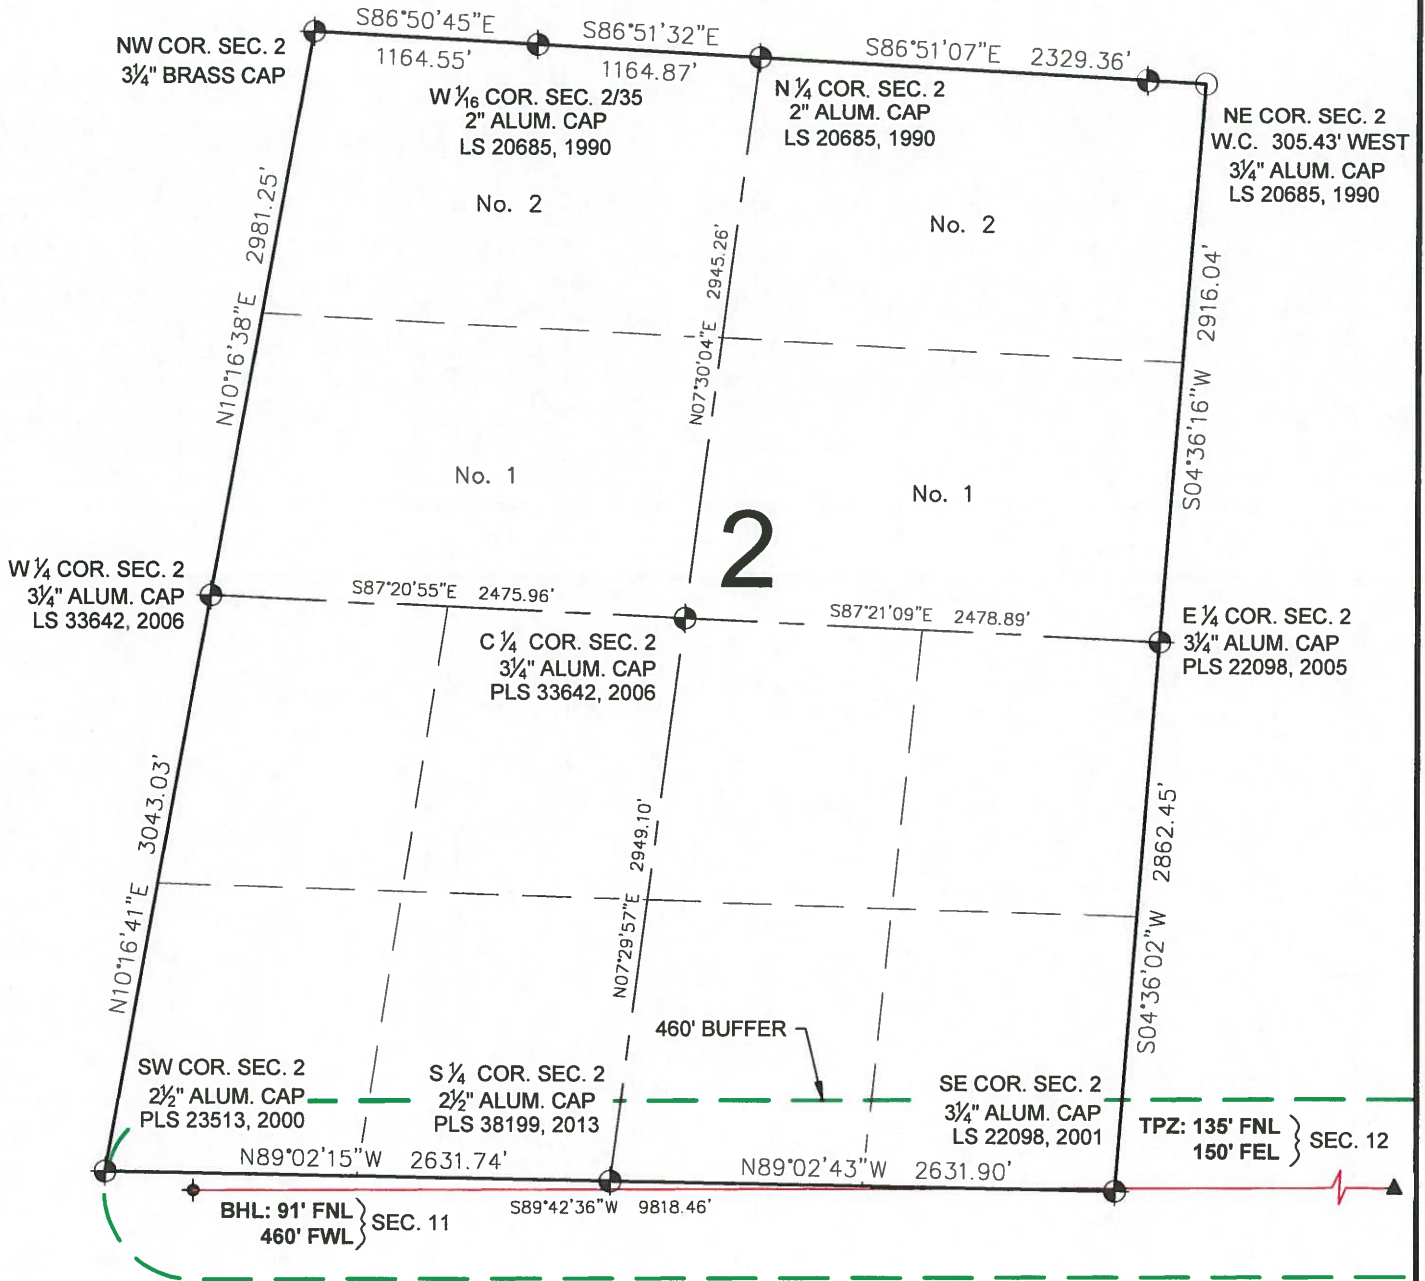 S86°50'45"E
1164.55'
S86°51'32"E
1164.87'
S86°51'07"E 2329.36'
NW COR. SEC. 2
3¼" BRASS CAP
W 1⁄16 COR. SEC. 2/35
2" ALUM. CAP
LS 20685, 1990
N ¼ COR. SEC. 2
2" ALUM. CAP
LS 20685, 1990
NE COR. SEC. 2
W.C. 305.43' WEST
3¼" ALUM. CAP
LS 20685, 1990
No. 2
No. 2
N10°16'38"E 2981.25'
N07°30'04"E 2945.26'
S04°36'16"W 2916.04'
No. 1
No. 1
2
W ¼ COR. SEC. 2
3¼" ALUM. CAP
LS 33642, 2006
S87°20'55"E 2475.96'
C ¼ COR. SEC. 2
3¼" ALUM. CAP
PLS 33642, 2006
S87°21'09"E 2478.89'
E ¼ COR. SEC. 2
3¼" ALUM. CAP
PLS 22098, 2005
N10°16'41"E 3043.03'
N07°29'57"E 2949.10'
S04°36'02"W 2862.45'
460' BUFFER
SW COR. SEC. 2
2½" ALUM. CAP
PLS 23513, 2000
S ¼ COR. SEC. 2
2½" ALUM. CAP
PLS 38199, 2013
SE COR. SEC. 2
3¼" ALUM. CAP
LS 22098, 2001
TPZ: 135' FNL
150' FEL
SEC. 12
N89°02'15"W 2631.74'
N89°02'43"W 2631.90'
S89°42'36"W 9818.46'
BHL: 91' FNL
460' FWL
SEC. 11